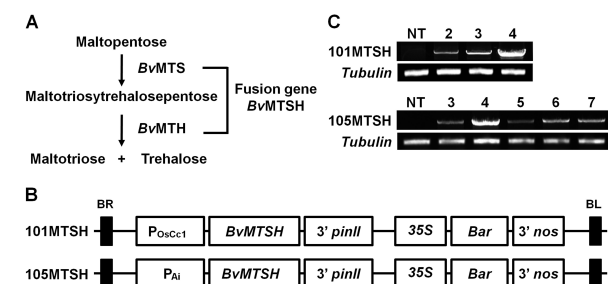 A
Maltopentose
BvMTS
Maltotriosytrehalosepentose
BvMTH
Maltotriose + Trehalose
Fusion gene
BvMTSH
C
NT 2 3 4
101MTSH
Tubulin
NT 3 4 5 6 7
105MTSH
Tubulin
B
BR BL
101MTSH POsCc1 BvMTSH 3' pinII 35S Bar 3' nos
105MTSH PAi BvMTSH 3' pinII 35S Bar 3' nos